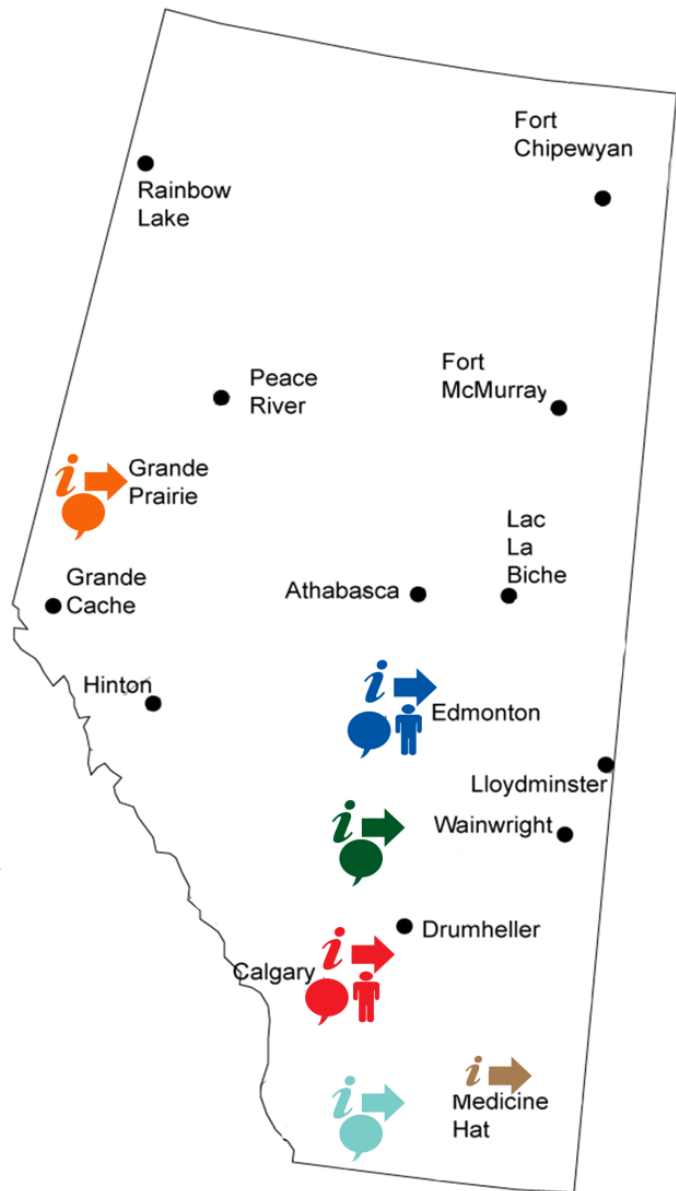 Fort
Chipewyan
Rainbow
Lake
Peace
River
Fort
McMurray
i
Grande
Prairie
Lac
La
Biche
Grande
Cache
Athabasca
Hinton
i
Edmonton
Lloydminster
i
Wainwright
Drumheller
i
Calgary
i
Medicine
Hat
i